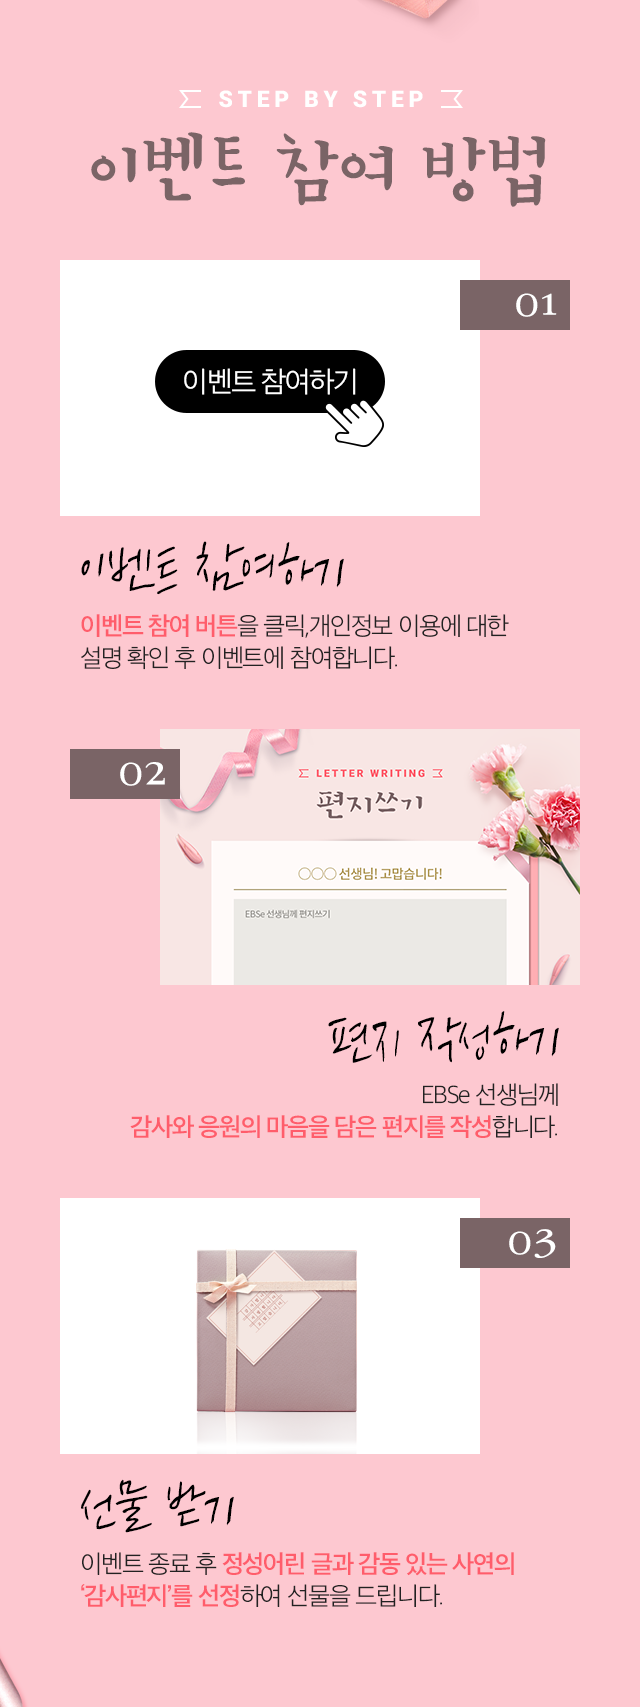 STEP BY STEP
이벤트 참여 방법
01
이벤트 참여하기
이벤트 참여하기
이벤트 참여 버튼을 클릭,개인정보 이용에 대한
설명 확인 후 이벤트에 참여합니다.
02
LETTER WRITING
편지쓰기
○○○ 선생님! 고맙습니다!
EBSe 선생님께 편지쓰기
편지 작성하기
EBSe 선생님께
감사와 응원의 마음을 담은 편지를 작성합니다.
03
선물 받기
이벤트 종료 후 정성어린 글과 감동 있는 사연의
‘감사편지’를 선정하여 선물을 드립니다.